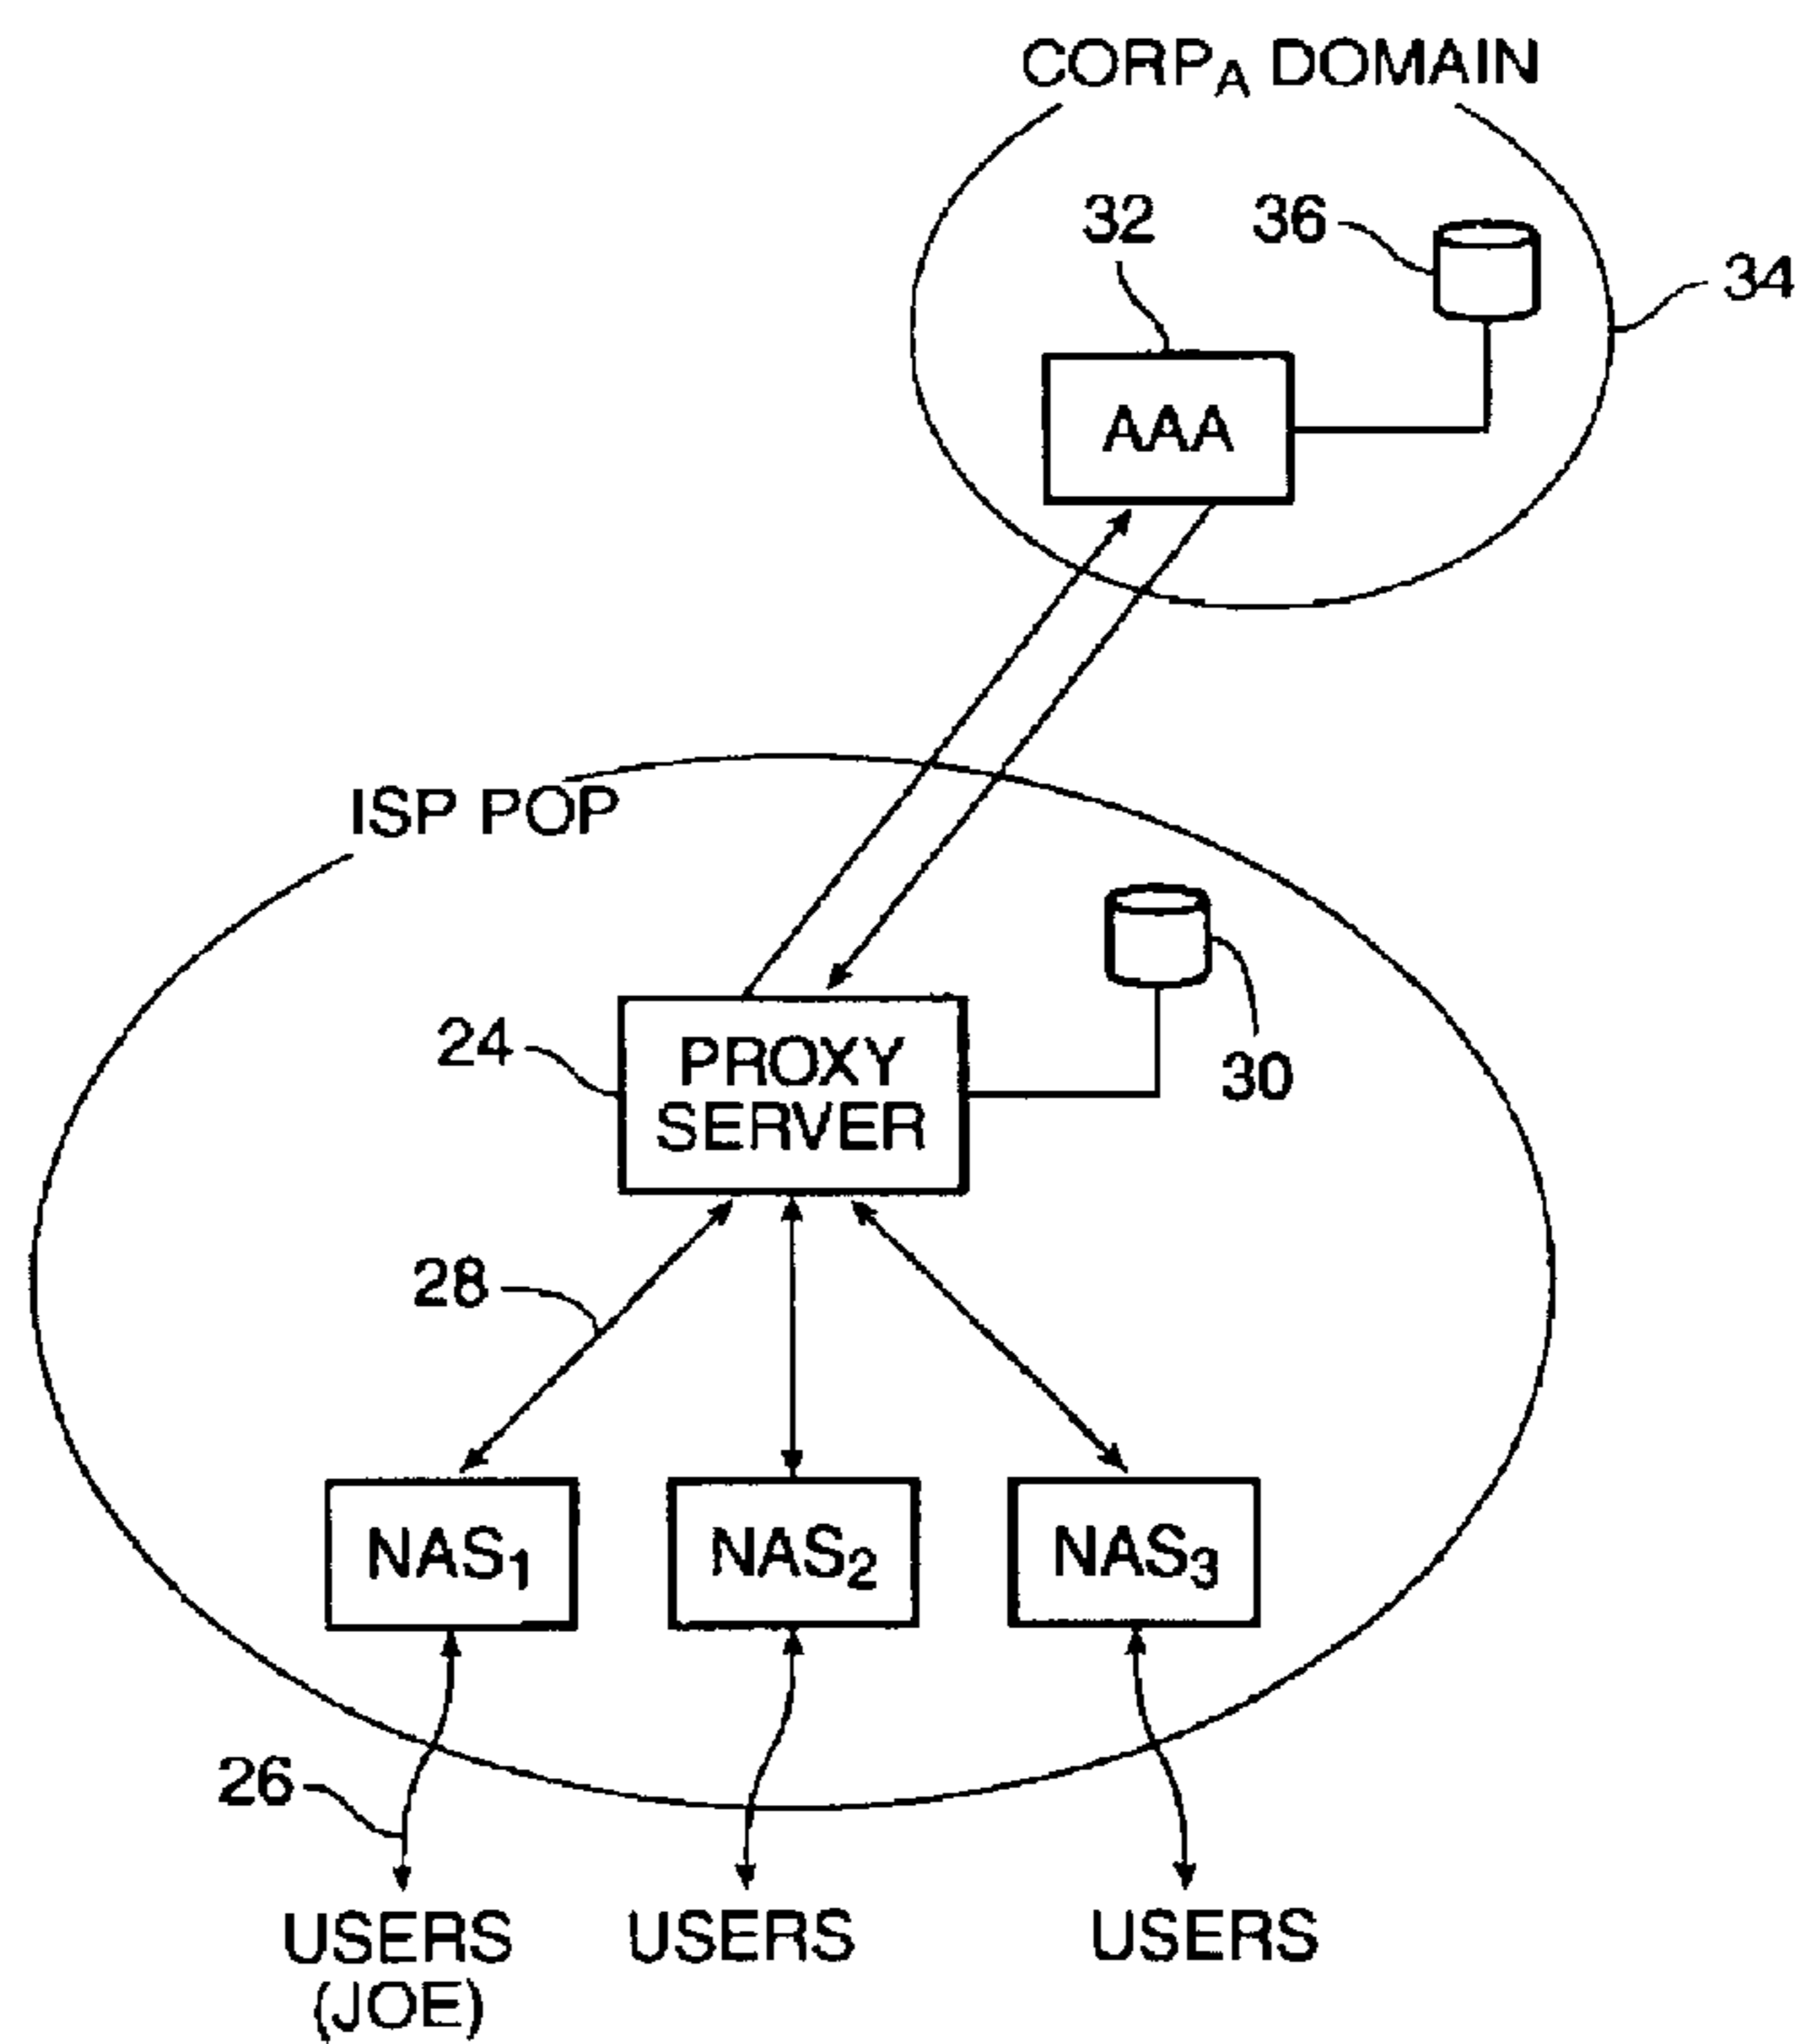 CORPA DOMAIN
32
36
34
AAA
ISP POP
24
PROXY
SERVER
30
28
NAS1
NAS2
NAS3
26
USERS
(JOE)
USERS
USERS